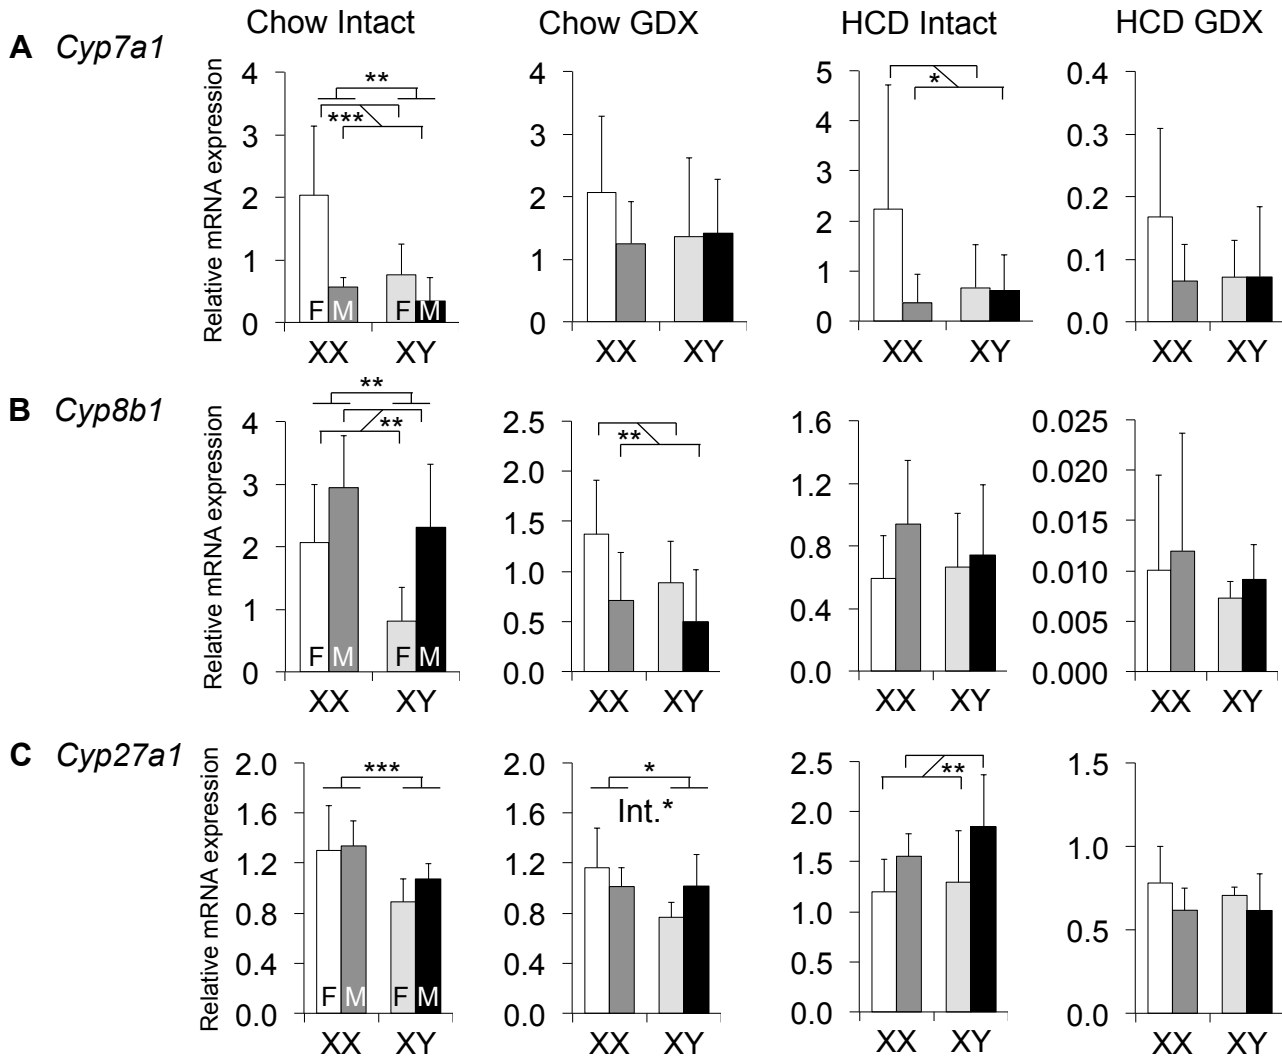 Chow Intact
Chow GDX
HCD Intact
HCD GDX
A Cyp7a1
Relative mRNA expression
4
3
2
1
0
**
***
F M F M
XX XY
4
3
2
1
0
XX XY
5
4
3
2
1
0
*
XX XY
0.4
0.3
0.2
0.1
0.0
XX XY
B Cyp8b1
Relative mRNA expression
4
3
2
1
0
**
**
F M F M
XX XY
2.5
2.0
1.5
1.0
0.5
0.0
**
XX XY
1.6
1.2
0.8
0.4
0.0
XX XY
0.025
0.020
0.015
0.010
0.005
0.000
XX XY
C Cyp27a1
Relative mRNA expression
2.0
1.6
1.2
0.8
0.4
0.0
***
F M F M
XX XY
2.0
1.6
1.2
0.8
0.4
0.0
*
Int.*
XX XY
2.5
2.0
1.5
1.0
0.5
0.0
**
XX XY
1.5
1.0
0.5
0.0
XX XY